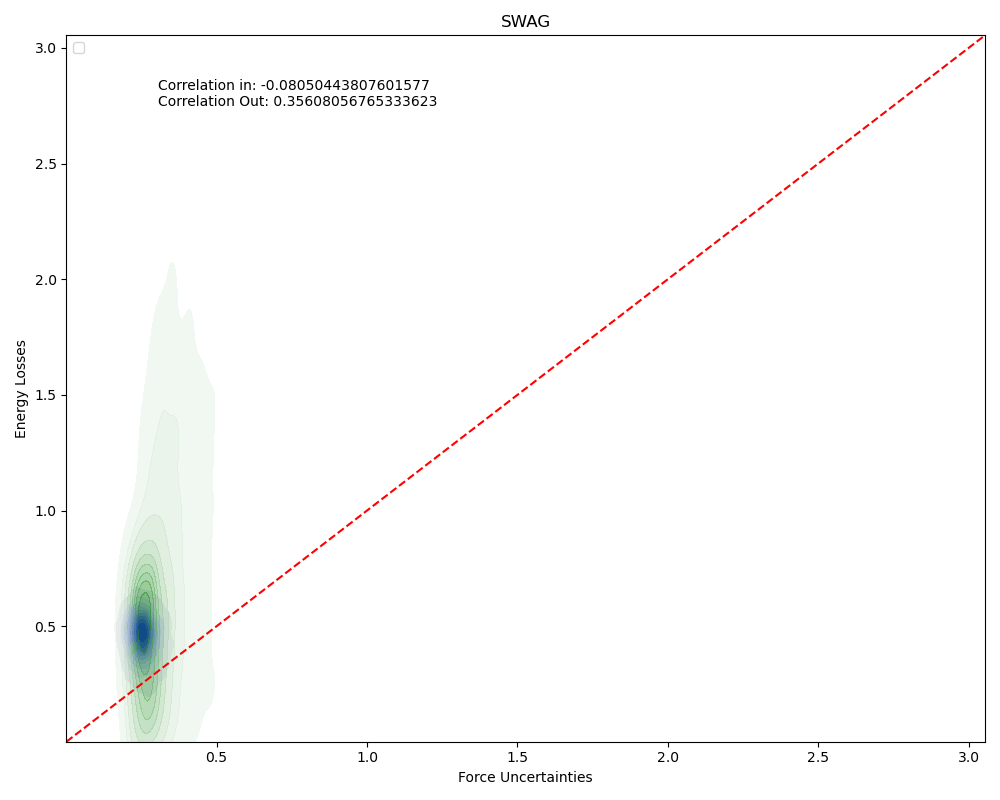 SWAG
3.0
Correlation in: -0.08050443807601577
Correlation Out: 0.35608056765333623
2.5
2.0
1.5
1.0
0.5
Energy Losses
0.5 1.0 1.5 2.0 2.5 3.0
Force Uncertainties